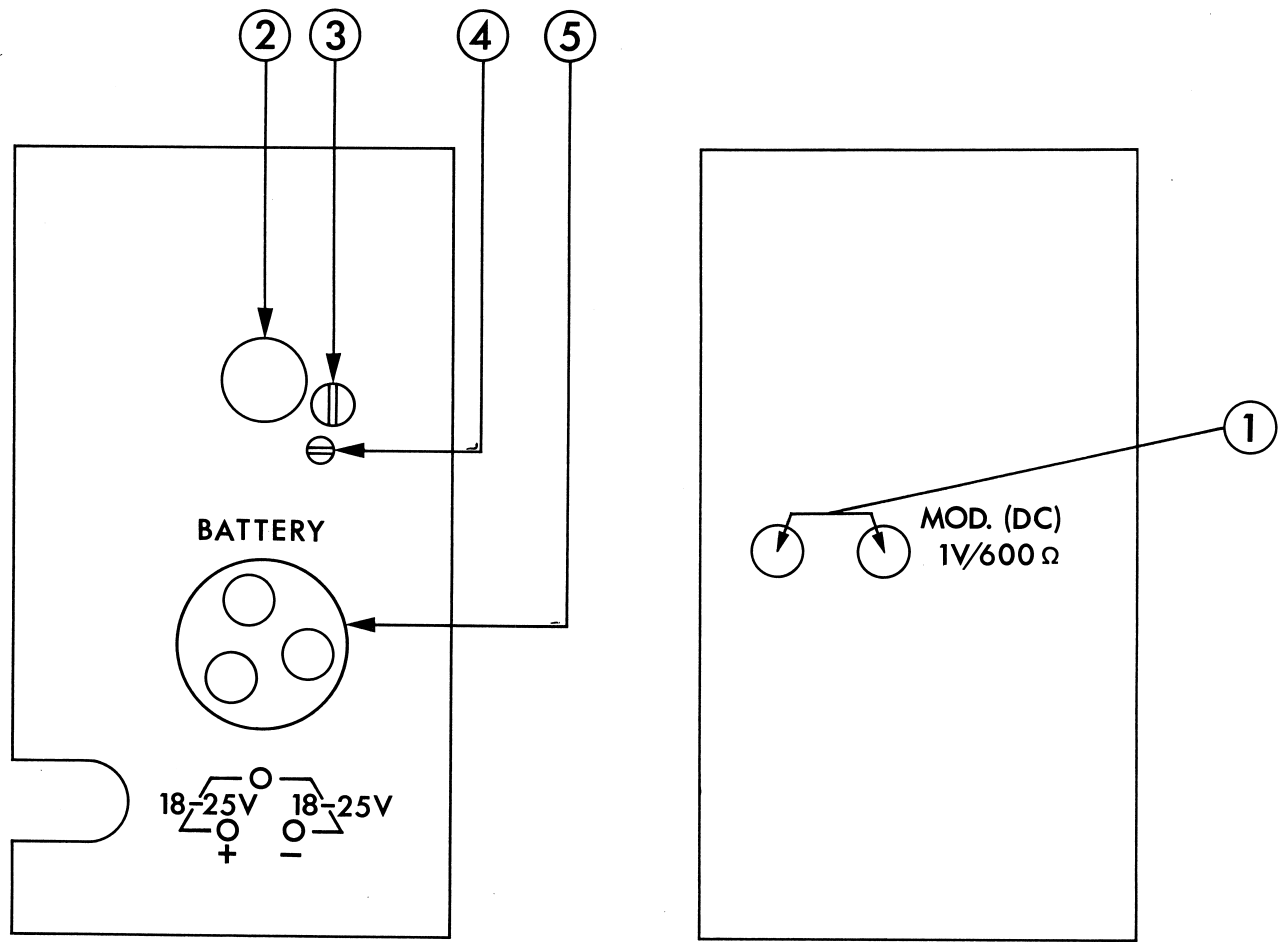 2 3 4 5
1
BATTERY
MOD. (DC)
1V/600 Ω
18-25V 18-25V
+ −